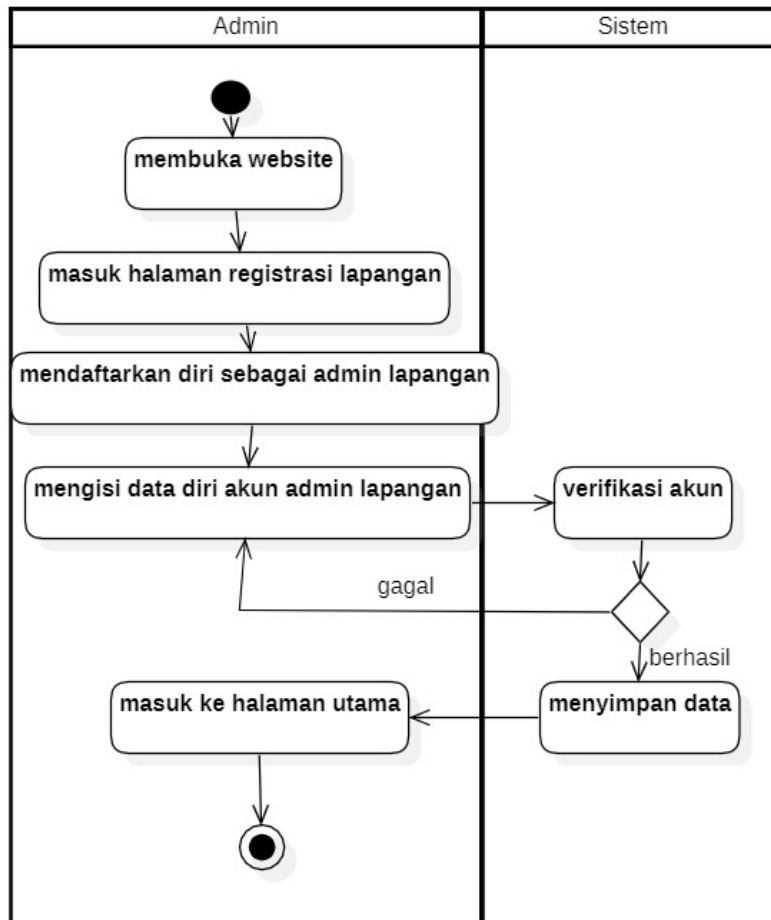 Admin
Sistem
membuka website
masuk halaman registrasi lapangan
mendaftarkan diri sebagai admin lapangan
mengisi data diri akun admin lapangan
verifikasi akun
gagal
berhasil
masuk ke halaman utama
menyimpan data